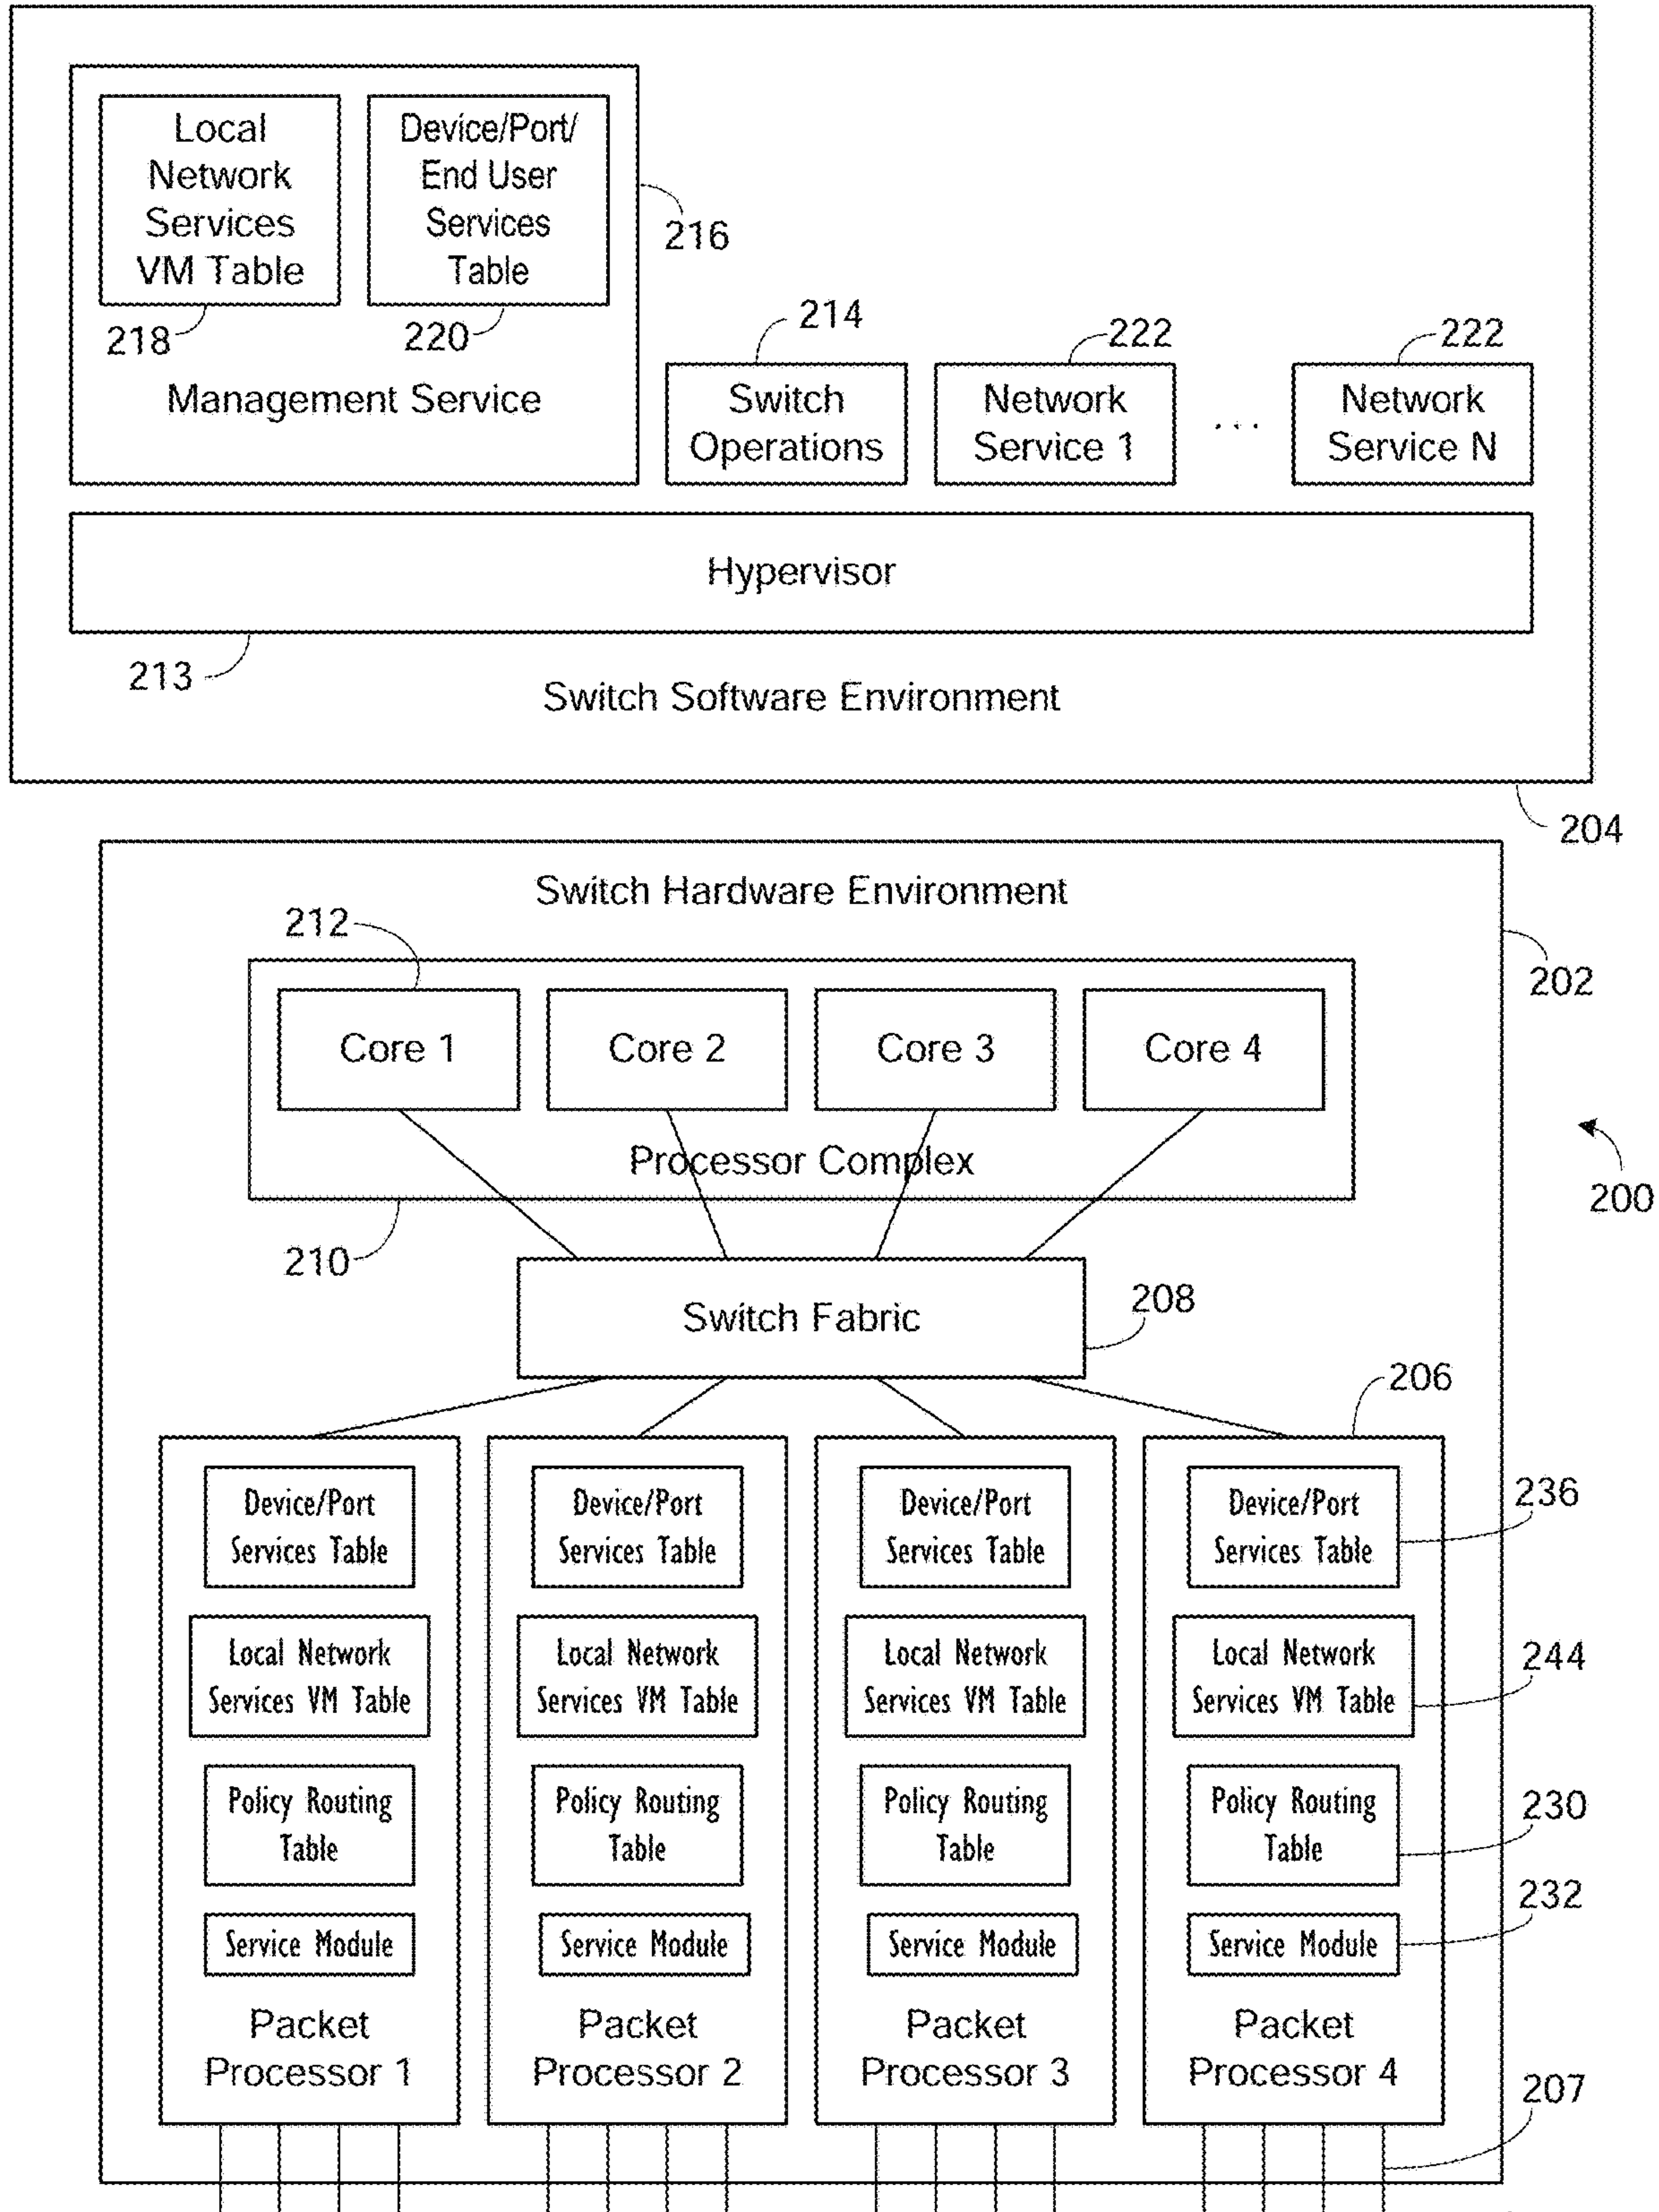 Local
Network
Services
VM Table
Device/Port/
End User
Services
Table
216
218
220
Management Service
214
Switch
Operations
222
Network
Service 1
...
222
Network
Service N
Hypervisor
213
Switch Software Environment
204
Switch Hardware Environment
212
202
Core 1
Core 2
Core 3
Core 4
Processor Complex
200
210
Switch Fabric
208
206
Device/Port
Services Table
Device/Port
Services Table
Device/Port
Services Table
Device/Port
Services Table
236
Local Network
Services VM Table
Local Network
Services VM Table
Local Network
Services VM Table
Local Network
Services VM Table
244
Policy Routing
Table
Policy Routing
Table
Policy Routing
Table
Policy Routing
Table
230
Service Module
Service Module
Service Module
Service Module
232
Packet
Processor 1
Packet
Processor 2
Packet
Processor 3
Packet
Processor 4
207